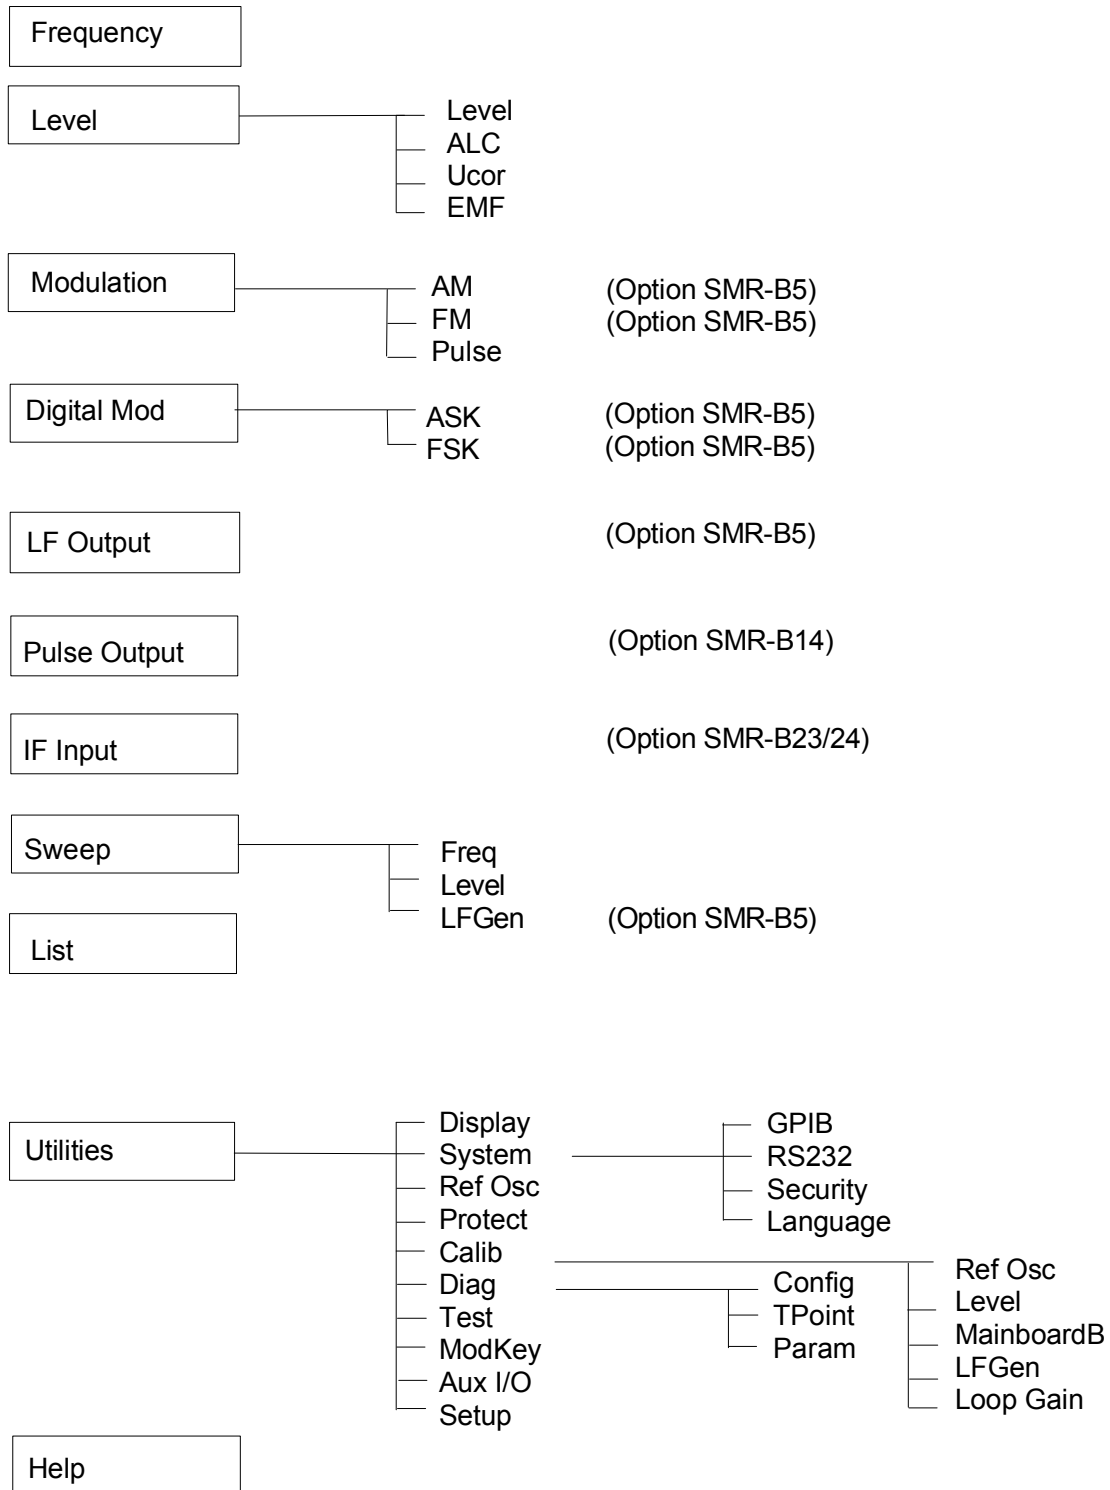 Frequency
Level
Level
ALC
Ucor
EMF
Modulation
AM (Option SMR-B5)
FM (Option SMR-B5)
Pulse
Digital Mod
ASK (Option SMR-B5)
FSK (Option SMR-B5)
LF Output (Option SMR-B5)
Pulse Output (Option SMR-B14)
IF Input (Option SMR-B23/24)
Sweep
Freq
Level
LFGen (Option SMR-B5)
List
Utilities
Display
System
Ref Osc
Protect
Calib
Diag
Test
ModKey
Aux I/O
Setup
GPIB
RS232
Security
Language
Config
TPoint
Param
Ref Osc
Level
MainboardB
LFGen
Loop Gain
Help